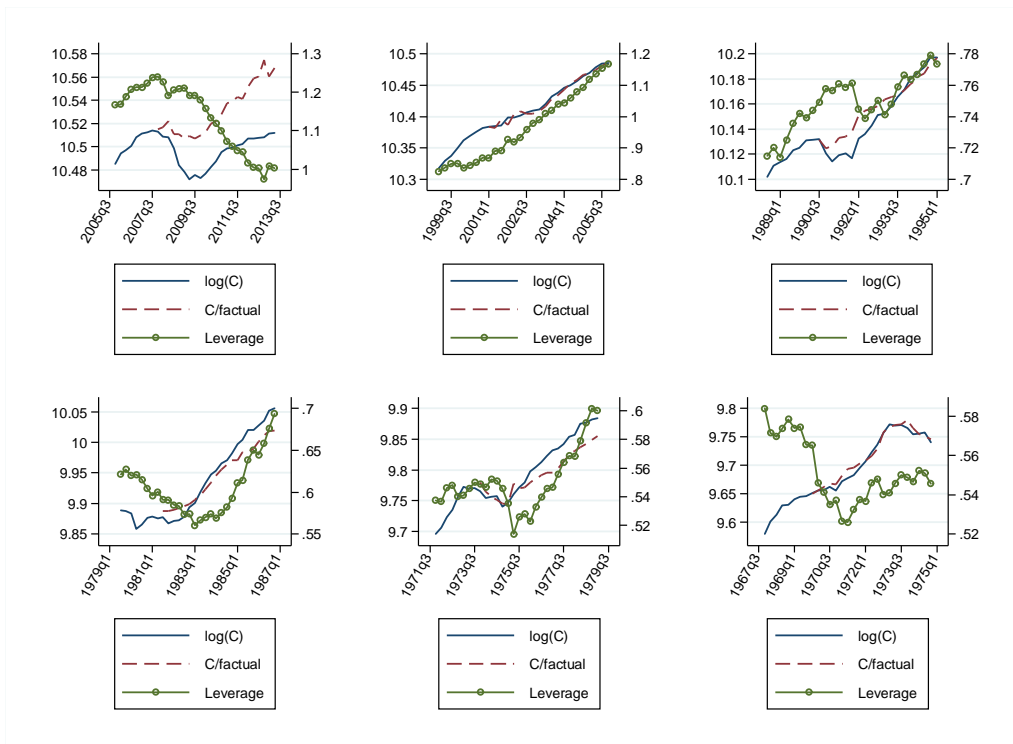 10.58
10.56
10.54
10.52
10.5
10.48
1.3
1.2
1.1
1
2005q3
2007q3
2009q3
2011q3
2013q3
log(C)
C/factual
Leverage
10.5
10.45
10.4
10.35
10.3
1.2
1.1
1
.9
.8
1999q3
2001q1
2002q3
2004q1
2005q3
log(C)
C/factual
Leverage
10.2
10.18
10.16
10.14
10.12
10.1
.78
.76
.74
.72
.7
1989q1
1990q3
1992q1
1993q3
1995q1
log(C)
C/factual
Leverage
10.05
10
9.95
9.9
9.85
.7
.65
.6
.55
1979q1
1981q1
1983q1
1985q1
1987q1
log(C)
C/factual
Leverage
9.9
9.85
9.8
9.75
9.7
.6
.58
.56
.54
.52
1971q3
1973q3
1975q3
1977q3
1979q3
log(C)
C/factual
Leverage
9.8
9.75
9.7
9.65
9.6
.58
.56
.54
.52
1967q3
1969q1
1970q3
1972q1
1973q3
1975q1
log(C)
C/factual
Leverage